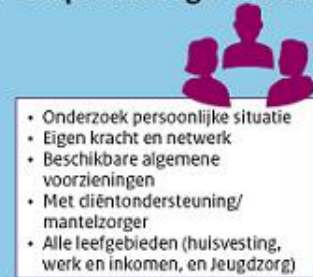 • Onderzoek persoonlijke situatie
• Eigen kracht en netwerk
• Beschikbare algemene
voorzieningen
• Met cliëntondersteuning/
mantelzorger
• Alle leefgebieden (huisvesting,
werk en inkomen, en Jeugdzorg)